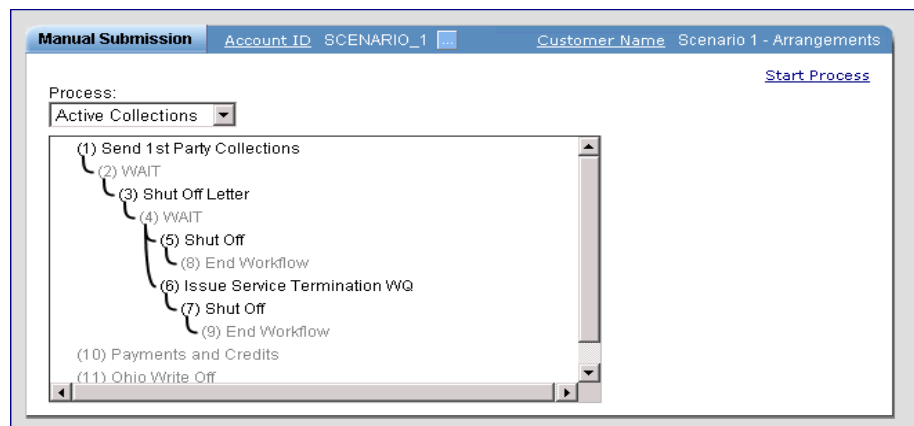 Manual Submission Account ID SCENARIO_1 ... Customer Name Scenario 1 - Arrangements
Start Process
Process:
Active Collections
(1) Send 1st Party Collections
(2) WAIT
(3) Shut Off Letter
(4) WAIT
(5) Shut Off
(8) End Workflow
(6) Issue Service Termination WQ
(7) Shut Off
(9) End Workflow
(10) Payments and Credits
(11) Ohio Write Off